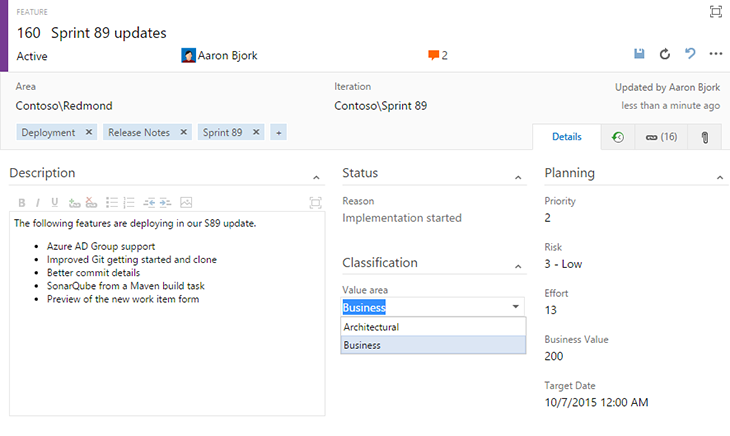 FEATURE
160 Sprint 89 updates
Active
Aaron Bjork
2
Area
Contoso\Redmond
Iteration
Contoso\Sprint 89
Updated by Aaron Bjork
less than a minute ago
Deployment ×
Release Notes ×
Sprint 89 ×
+
Details
(16)
Description
B I U
The following features are deploying in our S89 update.
• Azure AD Group support
• Improved Git getting started and clone
• Better commit details
• SonarQube from a Maven build task
• Preview of the new work item form
Status
Reason
Implementation started
Classification
Value area
Business
Architectural
Business
Planning
Priority
2
Risk
3 - Low
Effort
13
Business Value
200
Target Date
10/7/2015 12:00 AM